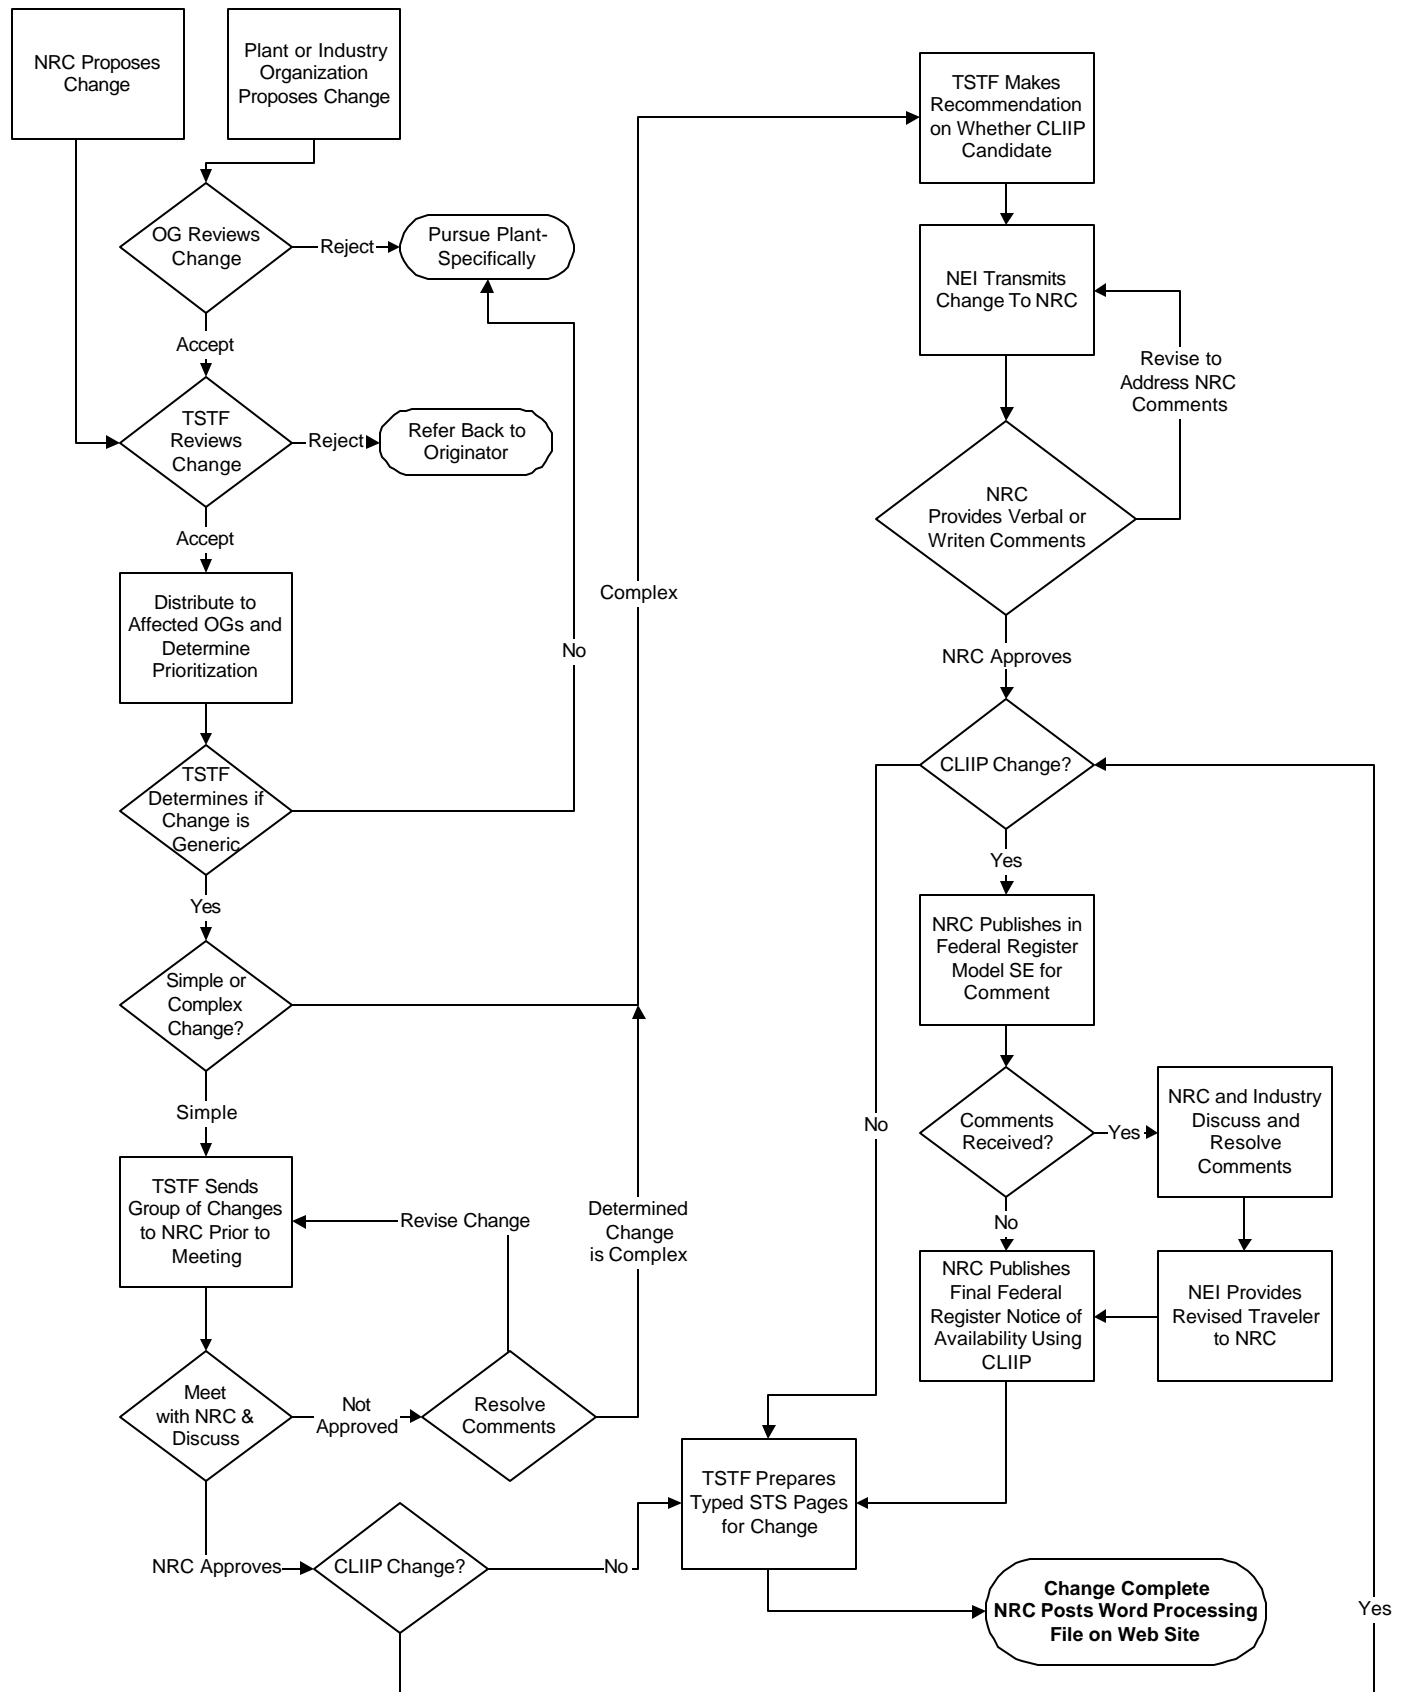 NRC Proposes
Change
Plant or Industry
Organization
Proposes Change
OG Reviews
Change
Reject
Pursue Plant-
Specifically
Accept
TSTF
Reviews
Change
Reject
Refer Back to
Originator
Accept
Distribute to
Affected OGs and
Determine
Prioritization
No
TSTF
Determines if
Change is
Generic
Yes
Simple or
Complex
Change?
Complex
Simple
TSTF Sends
Group of Changes
to NRC Prior to
Meeting
Revise Change
Determined
Change
is Complex
Meet
with NRC &
Discuss
Not
Approved
Resolve
Comments
NRC Approves
CLIIP Change?
No
TSTF Makes
Recommendation
on Whether CLIIP
Candidate
NEI Transmits
Change To NRC
Revise to
Address NRC
Comments
NRC
Provides Verbal or
Writen Comments
NRC Approves
CLIIP Change?
Yes
NRC Publishes in
Federal Register
Model SE for
Comment
No
Comments
Received?
Yes
NRC and Industry
Discuss and
Resolve
Comments
No
NRC Publishes
Final Federal
Register Notice of
Availability Using
CLIIP
NEI Provides
Revised Traveler
to NRC
TSTF Prepares
Typed STS Pages
for Change
Change Complete
NRC Posts Word Processing
File on Web Site
Yes